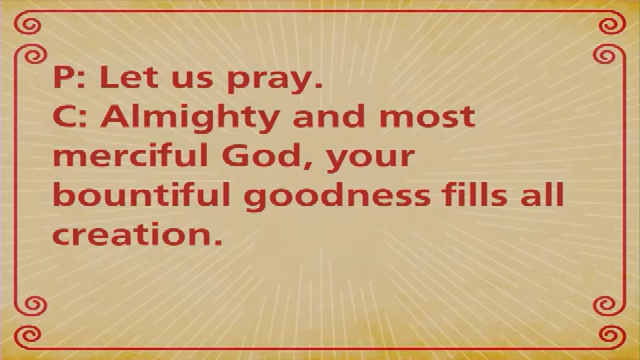 P: Let us pray.
C: Almighty and most
merciful God, your
bountiful goodness fills all
creation.